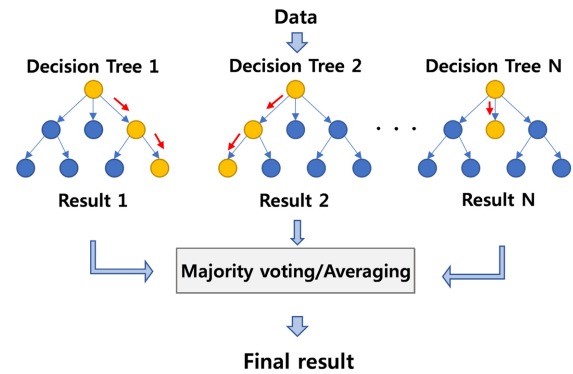 Data
Decision Tree 1
Decision Tree 2
Decision Tree N
. . .
Result 1
Result 2
Result N
Majority voting/Averaging
Final result